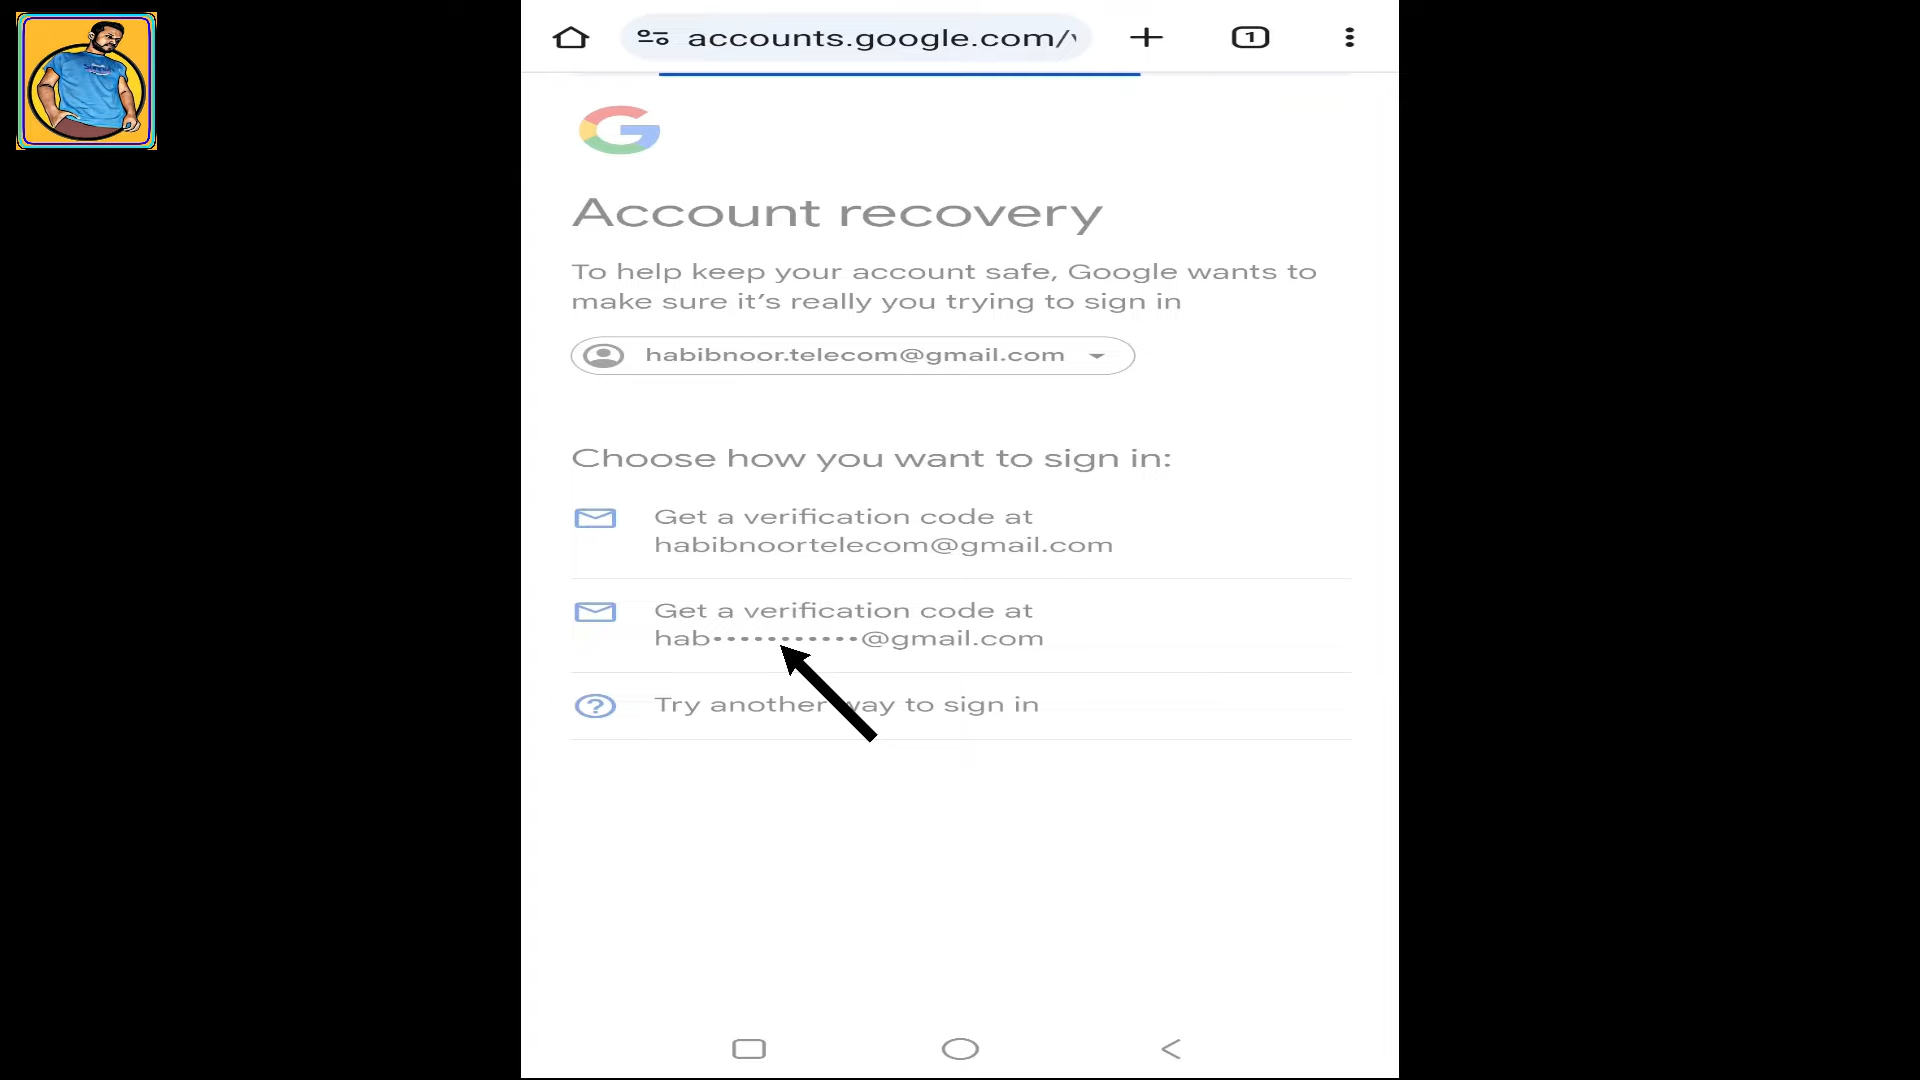 accounts.google.com/
1
Account recovery
To help keep your account safe, Google wants to
make sure it's really you trying to sign in
habibnoor.telecom@gmail.com
Choose how you want to sign in:
Get a verification code at
habibnoortelecom@gmail.com
Get a verification code at
hab•••••••••••@gmail.com
Try another way to sign in